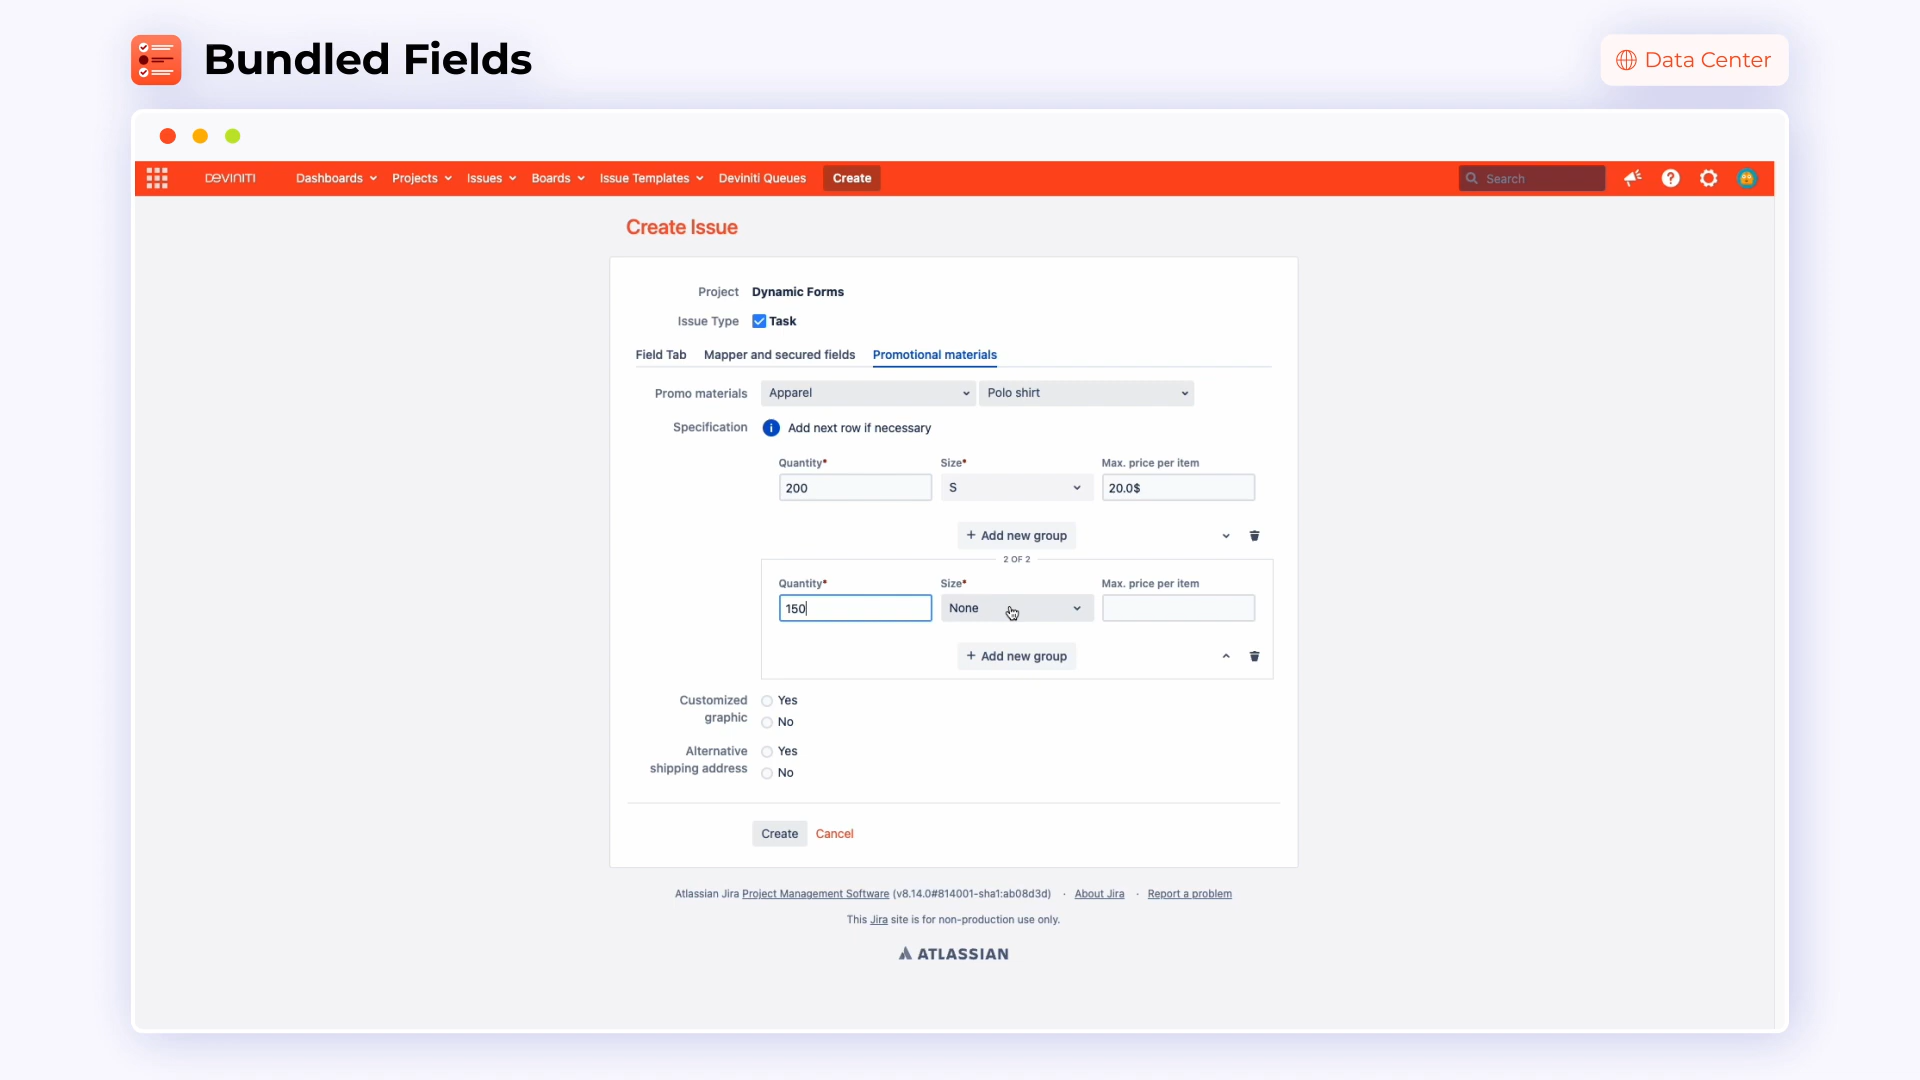 Bundled Fields
Data Center
DEVINITI Dashboards Projects Issues Boards Issue Templates Deviniti Queues Create Search
Create Issue
Project Dynamic Forms
Issue Type Task
Field Tab Mapper and secured fields Promotional materials
Promo materials Apparel Polo shirt
Specification i Add next row if necessary
Quantity* Size* Max. price per item
200 S 20.0$
+ Add new group
2 OF 2
Quantity* Size* Max. price per item
150 None
+ Add new group
Customized graphic
Yes
No
Alternative shipping address
Yes
No
Create Cancel
Atlassian Jira Project Management Software (v8.14.0#814001-sha1:ab08d3d) · About Jira · Report a problem
This Jira site is for non-production use only.
ATLASSIAN